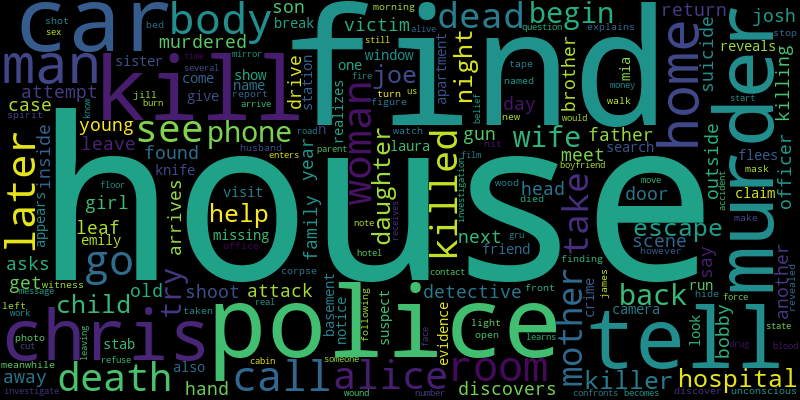 car
find
body
dead
begin
josh
shot
sex
bed
morning
still
alive
son
break
victim
return
stop
question
explains
murdered
man
kill
attempt
sister
mirror
several
drive
station
window
one
fire
tape
named
apartment
brother
mia
suicide
reveals
home
murder
night
joe
come
show
name
give
report
time
arrive
turn
us
figure
money
walk
would
belief
killing
start
case
jill
burn
realizes
day
new
young
see
phone
woman
gun
wife
father
search
officer
spirit
leave
found
know
road
watch
laura
meet
flees
mask
later
inside
knife
husband
enters
parent
film
hit
boyfriend
accident
claim
outside
girl
arrives
visit
floor
family
year
daughter
killed
investigation
head
wood
died
move
door
make
appears
leaf
emily
help
missing
office
note
receives
next
friend
gru
take
finding
escape
scene
however
revealed
asks
go
house
hotel
corpse
contact
james
say
another
get
witness
message
child
old
try
shoot
attack
real
basement
notice
following
suspect
detective
front
mother
crime
back
run
hide
force
state
left
work
chris
police
light
open
evidence
learns
tell
camera
bobby
look
drug
blood
photo
cut
leaving
stab
taken
face
meanwhile
refuse
also
cabin
someone
away
death
call
alice
room
killer
hospital
investigate
hand
wound
number
discovers
confronts
becomes
discover
unconscious